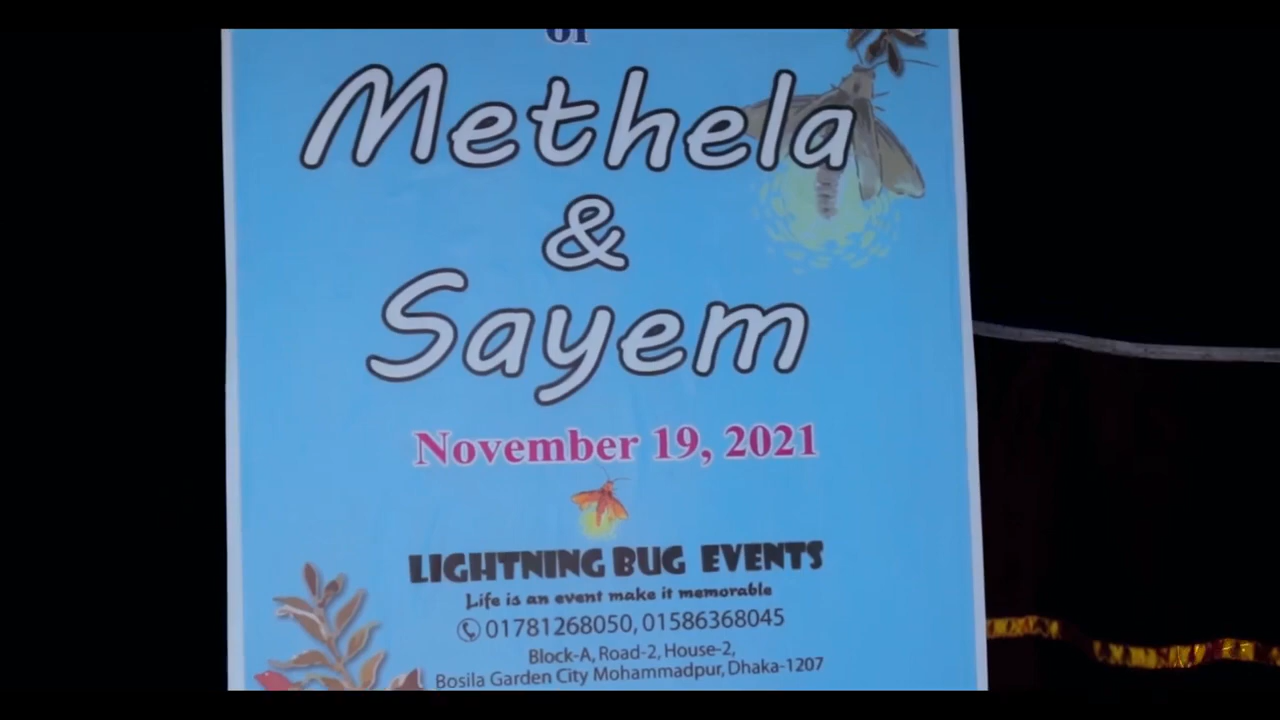 of
Methela
&
Sayem
November 19, 2021
LIGHTNING BUG EVENTS
Life is an event make it memorable
01781268050, 01586368045
Block-A, Road-2, House-2,
Bosila Garden City Mohammadpur, Dhaka-1207